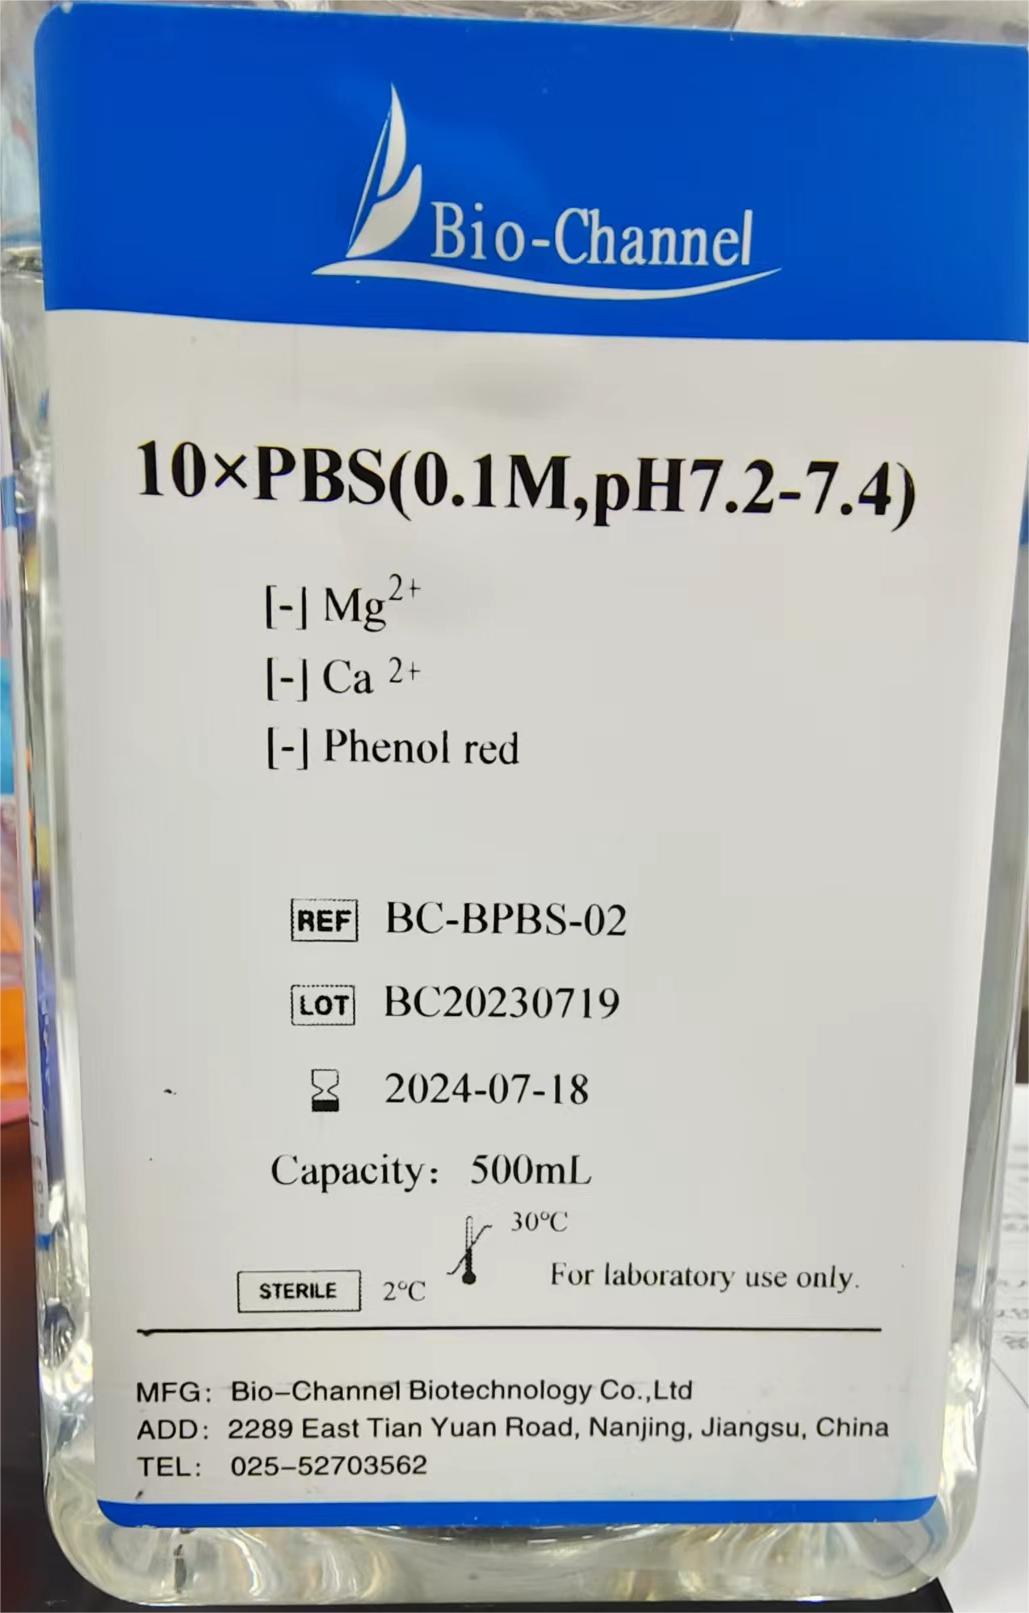 Bio-Channel
10×PBS(0.1M,pH7.2-7.4)
[-] Mg2+
[-] Ca 2+
[-] Phenol red
REF BC-BPBS-02
LOT BC20230719
2024-07-18
Capacity: 500mL
30°C
STERILE 2°C For laboratory use only.
MFG: Bio-Channel Biotechnology Co.,Ltd
ADD: 2289 East Tian Yuan Road, Nanjing, Jiangsu, China
TEL: 025-52703562